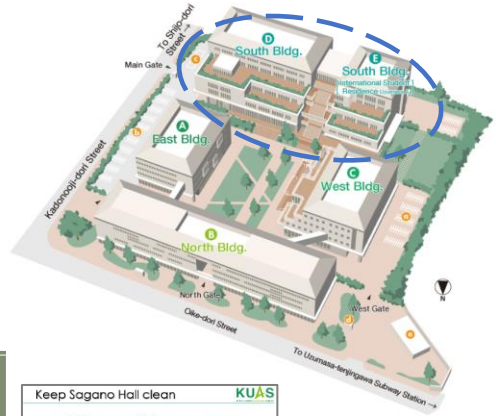 To Shijo-dori
Street →
Main Gate
c
D
South Bldg.
E
South Bldg.
International Student
Residence
A
East Bldg.
b
Kadonooji-dori Street
C
West Bldg.
B
North Bldg.
North Gate
West Gate
d
e
N
Oike-dori Street
To Uzumasa-tenjingawa Subway Station →
Keep Sagano Hall clean
KUAS